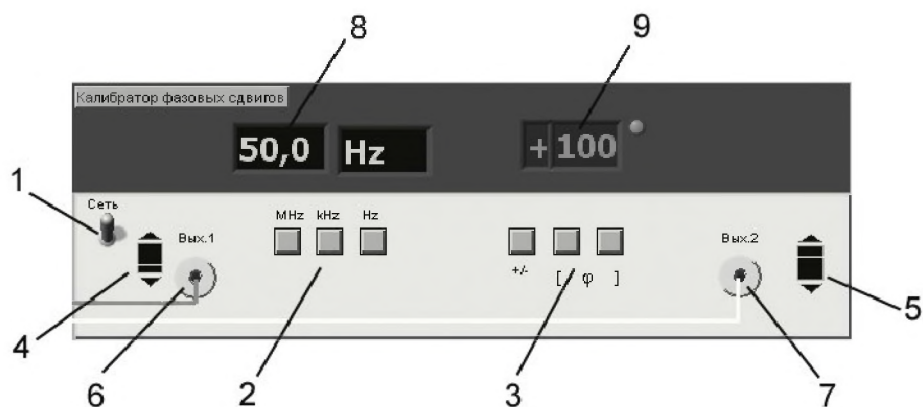 8 9
Калибратор фазовых сдвигов
50,0 Hz + 100
1
Сеть
MHz kHz Hz
Вых.1 Вых.2
+/- [ φ ]
4 5
6 2 3 7